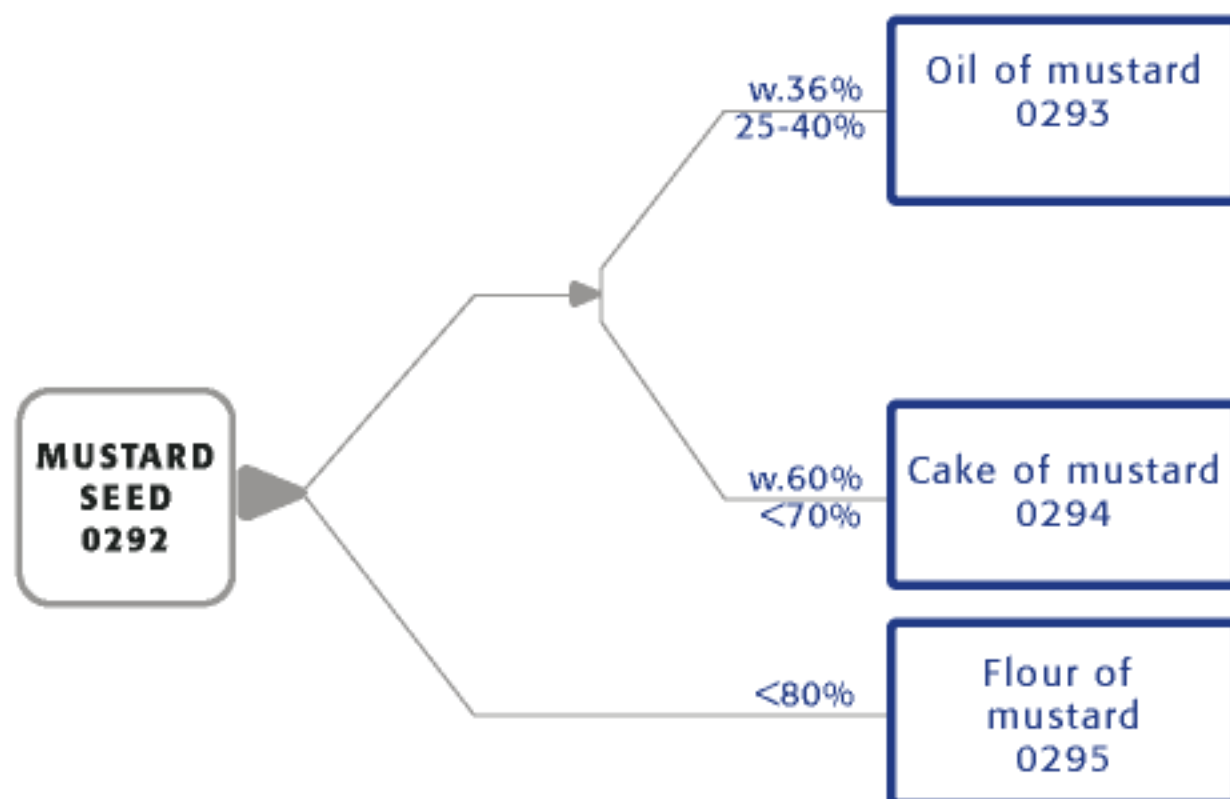 w.36%
25-40%
Oil of mustard
0293
MUSTARD
SEED
0292
w.60%
<70%
Cake of mustard
0294
<80%
Flour of
mustard
0295